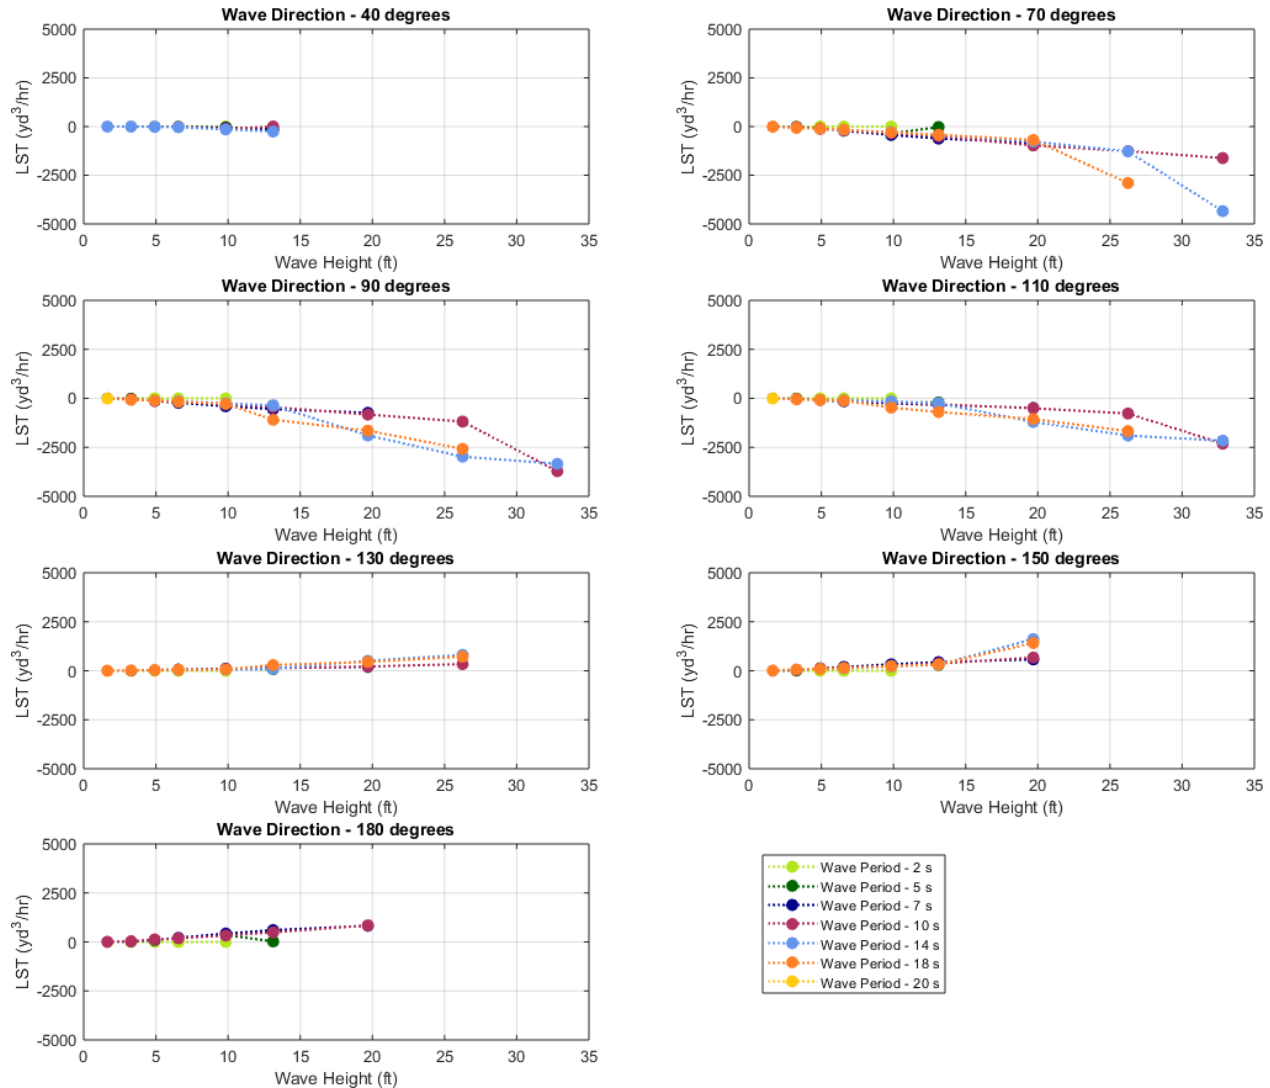 Wave Direction - 40 degrees
5000
2500
0
-2500
-5000
LST (yd³/hr)
0 5 10 15 20 25 30 35
Wave Height (ft)
Wave Direction - 70 degrees
5000
2500
0
-2500
-5000
LST (yd³/hr)
0 5 10 15 20 25 30 35
Wave Height (ft)
Wave Direction - 90 degrees
5000
2500
0
-2500
-5000
LST (yd³/hr)
0 5 10 15 20 25 30 35
Wave Height (ft)
Wave Direction - 110 degrees
5000
2500
0
-2500
-5000
LST (yd³/hr)
0 5 10 15 20 25 30 35
Wave Height (ft)
Wave Direction - 130 degrees
5000
2500
0
-2500
-5000
LST (yd³/hr)
0 5 10 15 20 25 30 35
Wave Height (ft)
Wave Direction - 150 degrees
5000
2500
0
-2500
-5000
LST (yd³/hr)
0 5 10 15 20 25 30 35
Wave Height (ft)
Wave Direction - 180 degrees
5000
2500
0
-2500
-5000
LST (yd³/hr)
0 5 10 15 20 25 30 35
Wave Height (ft)
Wave Period - 2 s
Wave Period - 5 s
Wave Period - 7 s
Wave Period - 10 s
Wave Period - 14 s
Wave Period - 18 s
Wave Period - 20 s